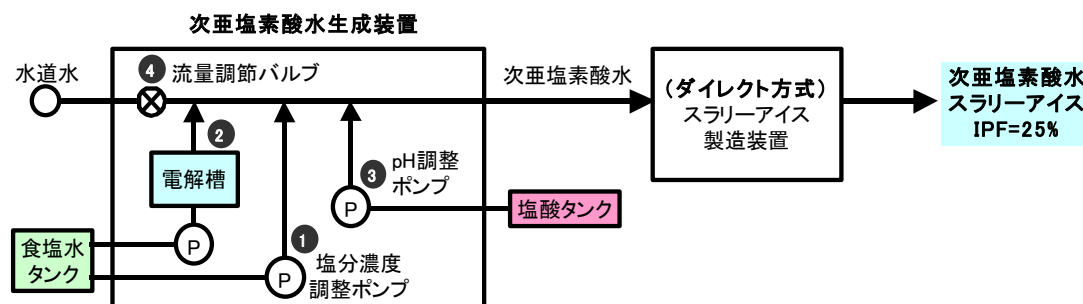 次亜塩素酸水生成装置
水道水
❹ 流量調節バルブ
次亜塩素酸水
(ダイレクト方式)
スラリーアイス
製造装置
次亜塩素酸水
スラリーアイス
IPF=25%
❷
電解槽
❸ pH調整
ポンプ
P
塩酸タンク
食塩水
タンク
P
❶
塩分濃度
調整ポンプ
P